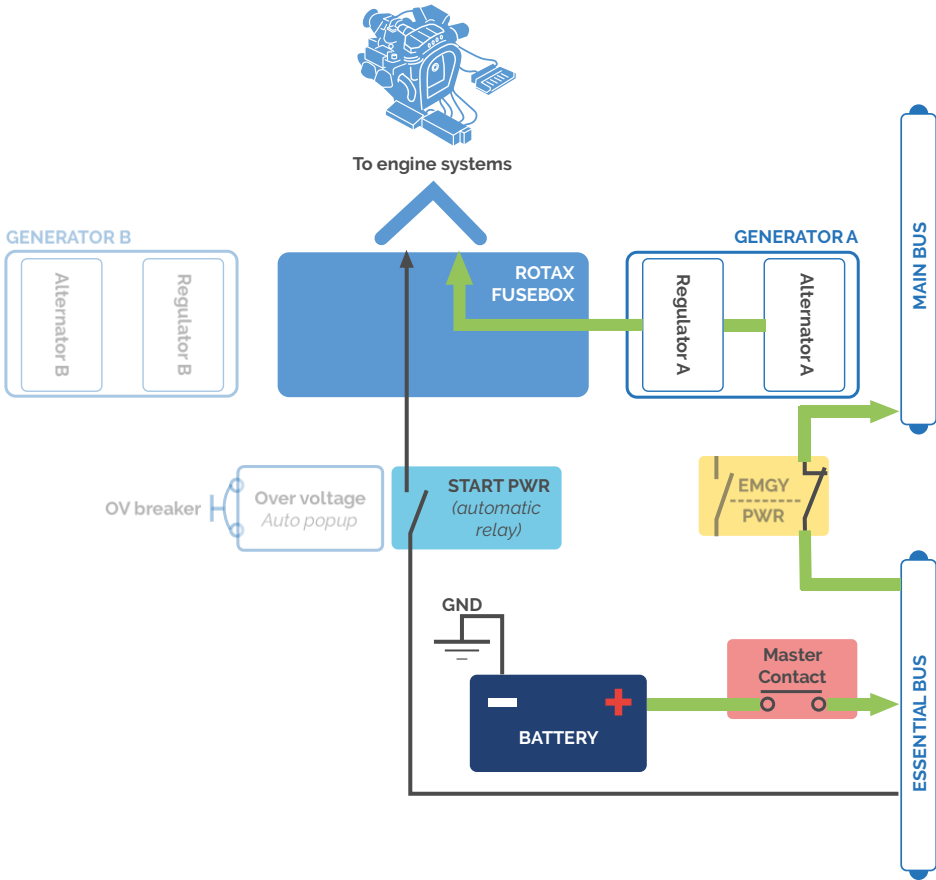 To engine systems
GENERATOR B
Alternator B
Regulator B
ROTAX
FUSEBOX
GENERATOR A
Regulator A
Alternator A
MAIN BUS
OV breaker
Over voltage
Auto popup
START PWR
(automatic
relay)
EMGY
PWR
GND
BATTERY
Master
Contact
ESSENTIAL BUS